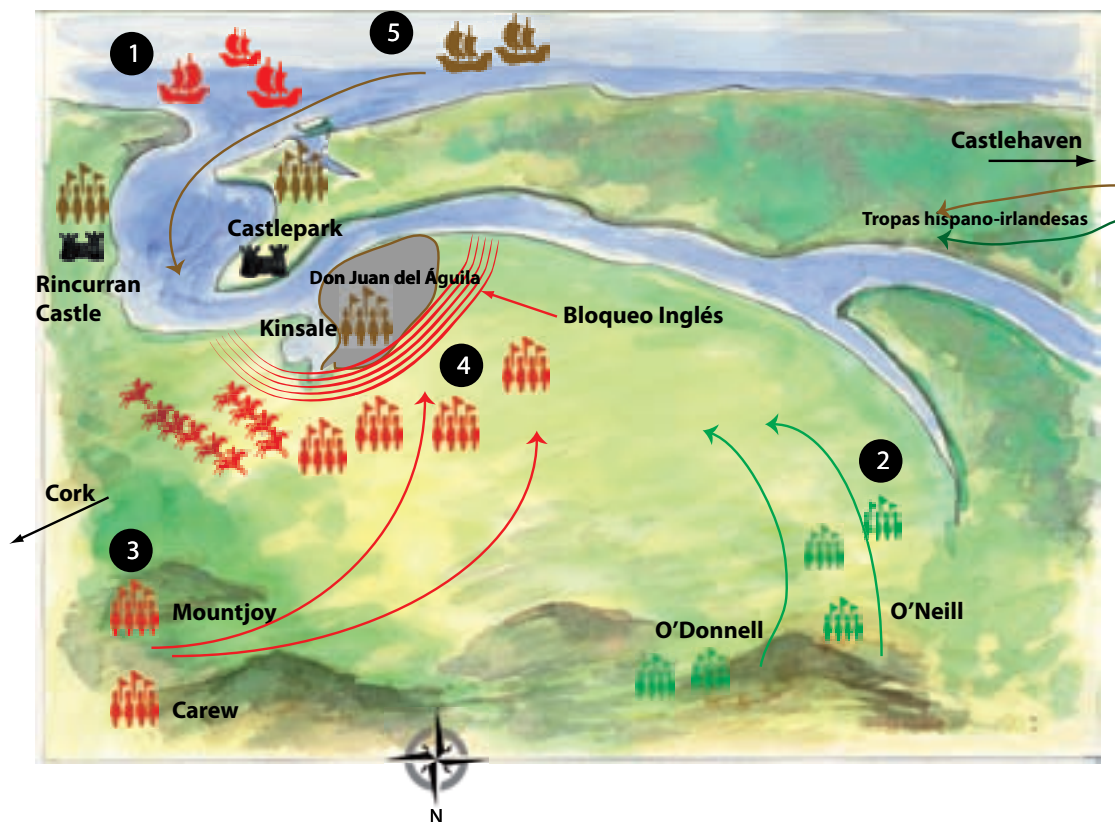 1
5
Castlehaven
Tropas hispano-irlandesas
Castlepark
Rincurran
Castle
Don Juan del Águila
Kinsale
Bloqueo Inglés
4
2
Cork
3
Mountjoy
O’Neill
O’Donnell
Carew
N